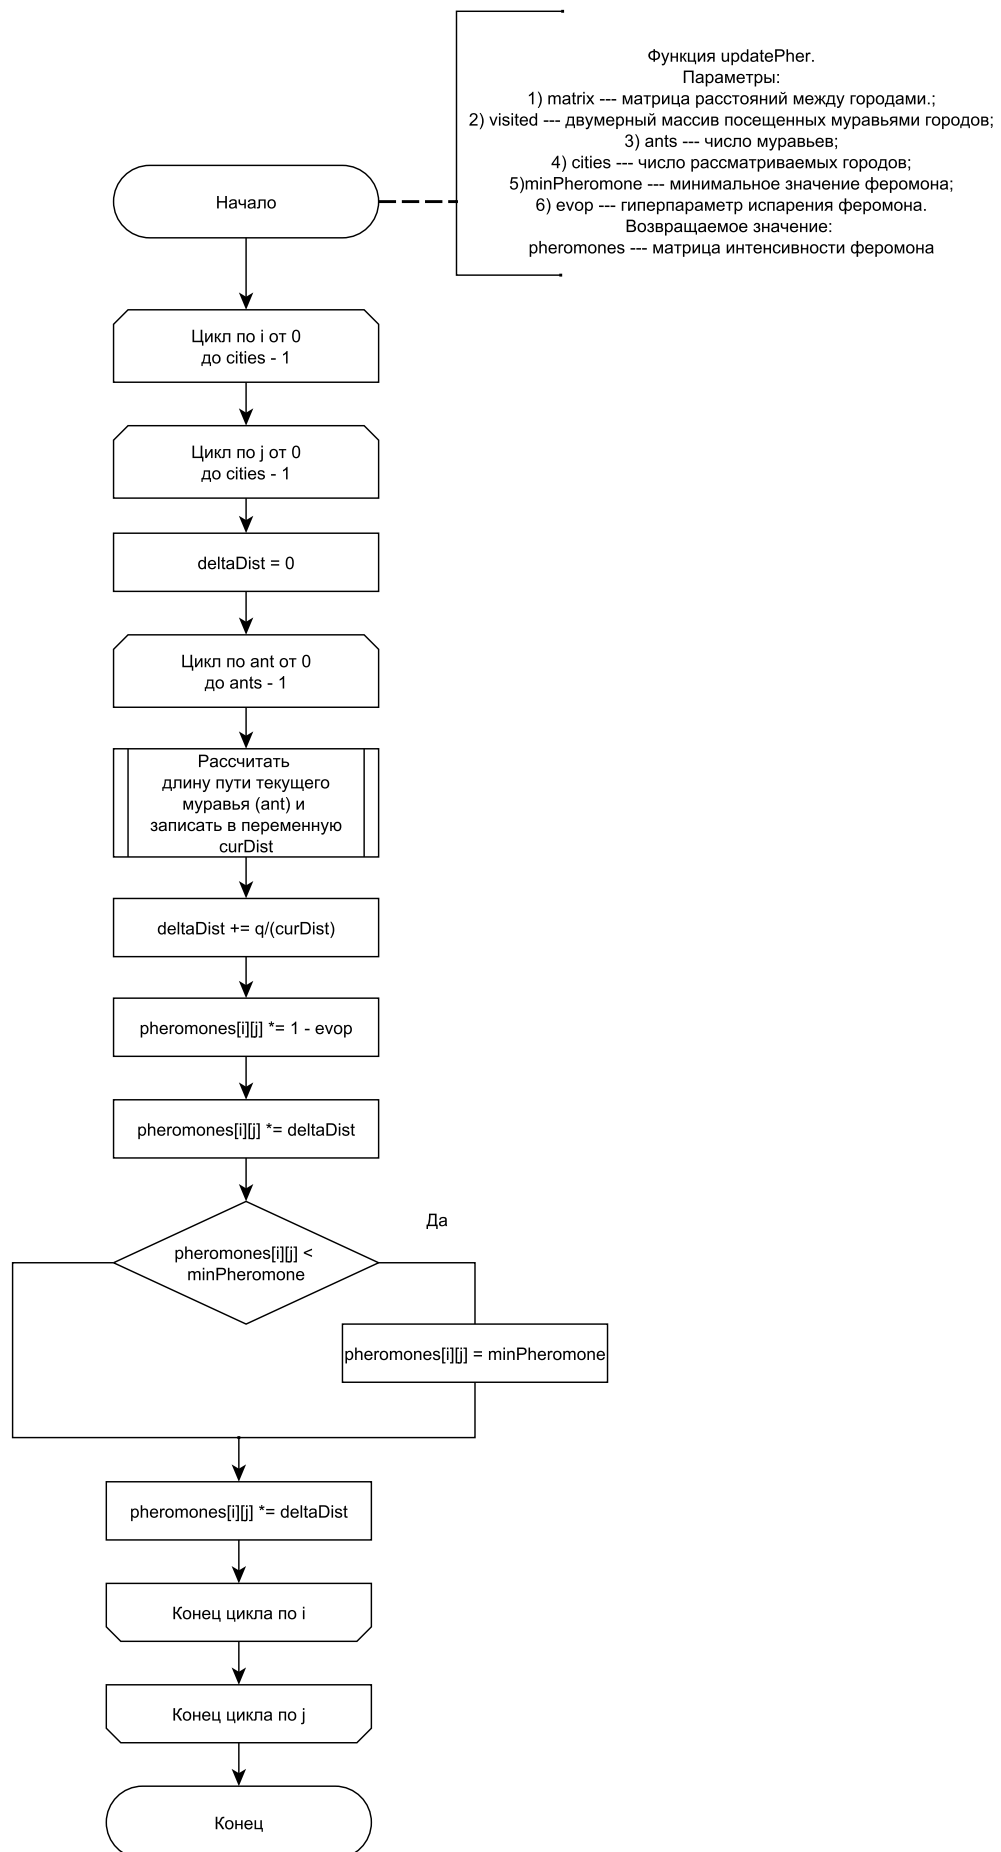 Функция updatePher.
Параметры:
1) matrix --- матрица расстояний между городами.;
2) visited --- двумерный массив посещенных муравьями городов;
3) ants --- число муравьев;
4) cities --- число рассматриваемых городов;
5)minPheromone --- минимальное значение феромона;
6) evop --- гиперпараметр испарения феромона.
Возвращаемое значение:
pheromones --- матрица интенсивности феромона
Начало
Цикл по i от 0
до cities - 1
Цикл по j от 0
до cities - 1
deltaDist = 0
Цикл по ant от 0
до ants - 1
Рассчитать
длину пути текущего
муравья (ant) и
записать в переменную
curDist
deltaDist += q/(curDist)
pheromones[i][j] *= 1 - evop
pheromones[i][j] *= deltaDist
Да
pheromones[i][j] <
minPheromone
pheromones[i][j] = minPheromone
pheromones[i][j] *= deltaDist
Конец цикла по i
Конец цикла по j
Конец